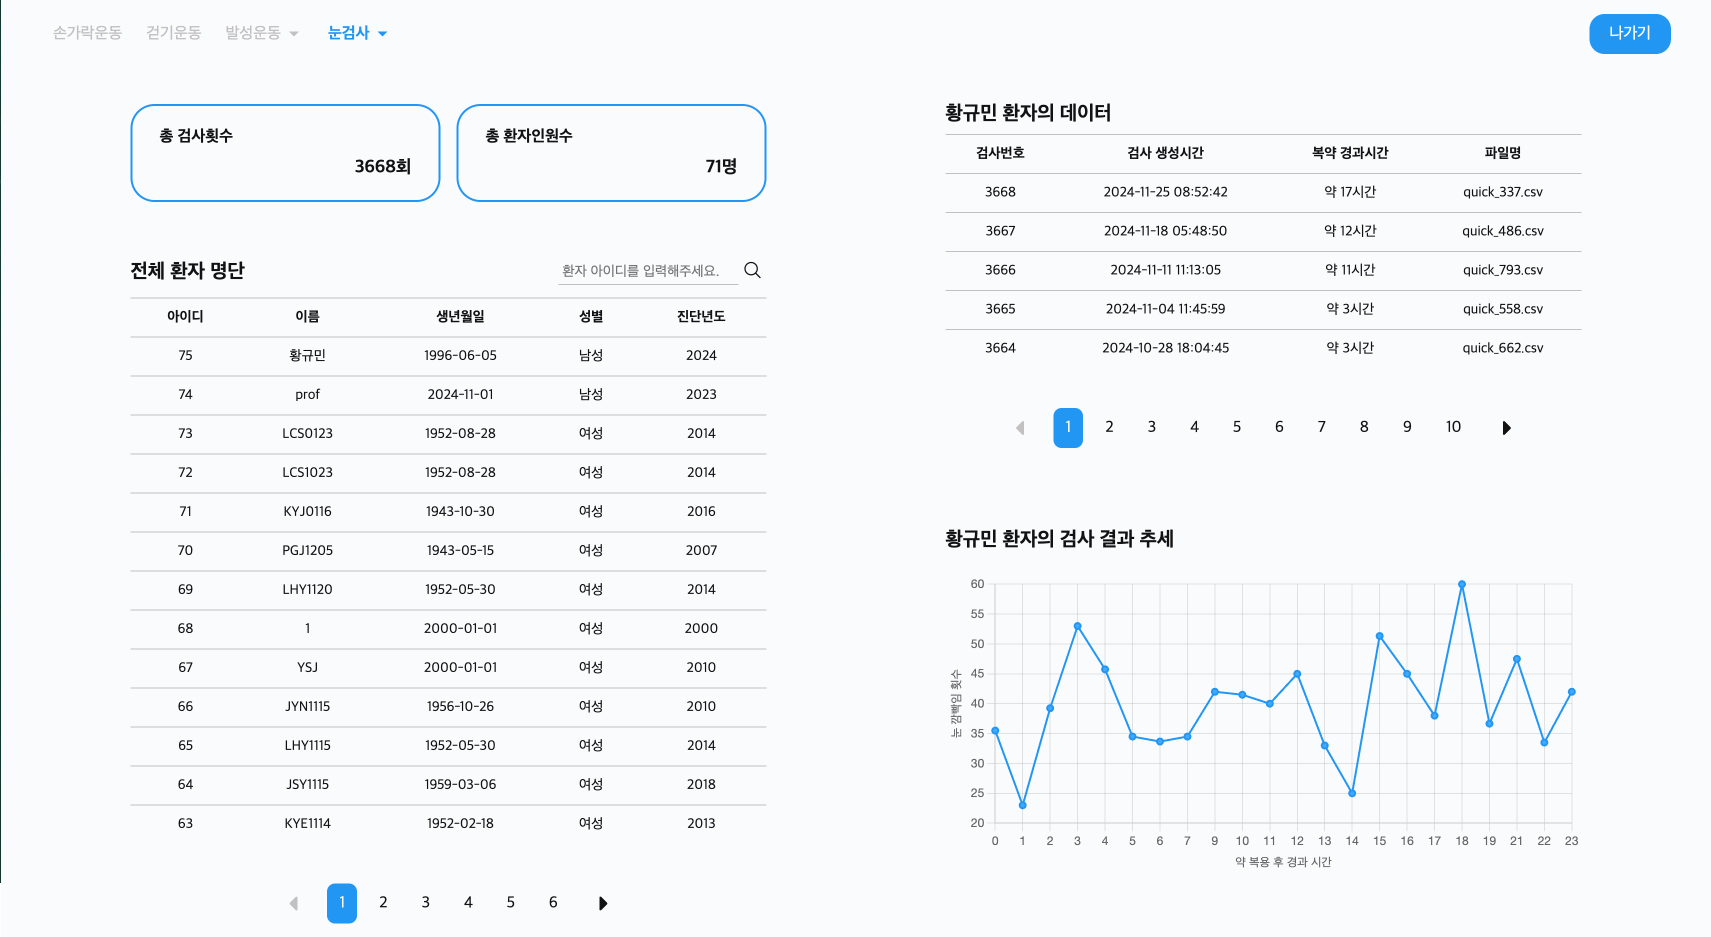 손가락운동 걷기운동 발성운동 눈검사 나가기
총 검사횟수
3668회
총 환자인원수
71명
전체 환자 명단
환자 아이디를 입력해주세요.
아이디 이름 생년월일 성별 진단년도
75 황규민 1996-06-05 남성 2024
74 prof 2024-11-01 남성 2023
73 LCS0123 1952-08-28 여성 2014
72 LCS1023 1952-08-28 여성 2014
71 KYJ0116 1943-10-30 여성 2016
70 PGJ1205 1943-05-15 여성 2007
69 LHY1120 1952-05-30 여성 2014
68 1 2000-01-01 여성 2000
67 YSJ 2000-01-01 여성 2010
66 JYN1115 1956-10-26 여성 2010
65 LHY1115 1952-05-30 여성 2014
64 JSY1115 1959-03-06 여성 2018
63 KYE1114 1952-02-18 여성 2013
1 2 3 4 5 6
황규민 환자의 데이터
검사번호 검사 생성시간 복약 경과시간 파일명
3668 2024-11-25 08:52:42 약 17시간 quick_337.csv
3667 2024-11-18 05:48:50 약 12시간 quick_486.csv
3666 2024-11-11 11:13:05 약 11시간 quick_793.csv
3665 2024-11-04 11:45:59 약 3시간 quick_558.csv
3664 2024-10-28 18:04:45 약 3시간 quick_662.csv
1 2 3 4 5 6 7 8 9 10
황규민 환자의 검사 결과 추세
눈 깜빡임 횟수
60
55
50
45
40
35
30
25
20
0 1 2 3 4 5 6 7 9 10 11 12 13 14 15 16 17 18 19 21 22 23
약 복용 후 경과 시간